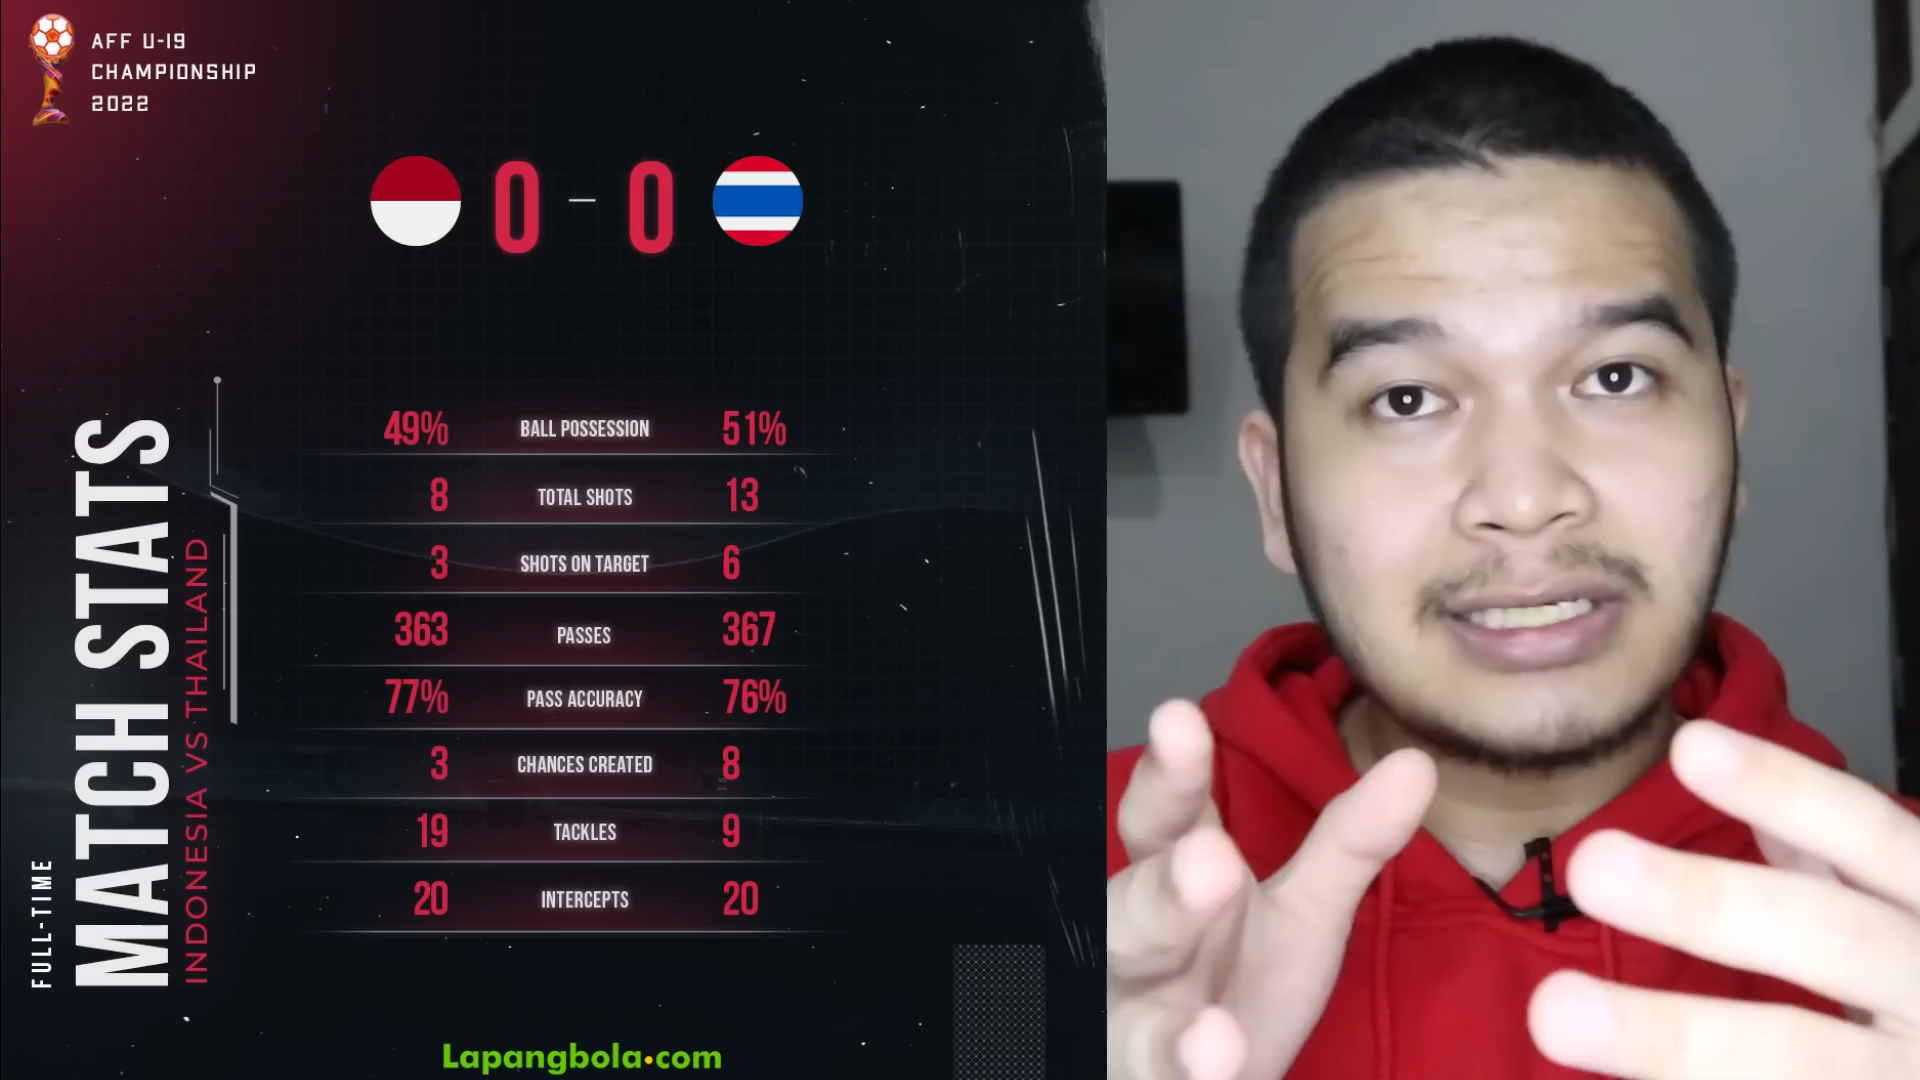 AFF U-19
CHAMPIONSHIP
2022
0 – 0
FULL-TIME
MATCH STATS
INDONESIA VS THAILAND
49% BALL POSSESSION 51%
8 TOTAL SHOTS 13
3 SHOTS ON TARGET 6
363 PASSES 367
77% PASS ACCURACY 76%
3 CHANCES CREATED 8
19 TACKLES 9
20 INTERCEPTS 20
Lapangbola.com